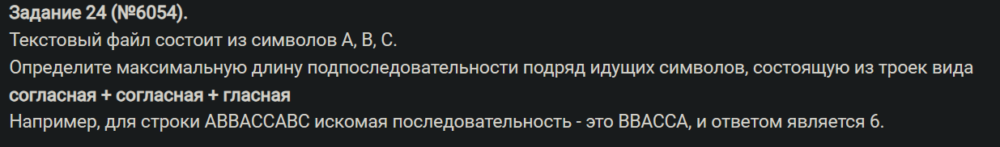 Задание 24 (№6054).
Текстовый файл состоит из символов A, B, C.
Определите максимальную длину подпоследовательности подряд идущих символов, состоящую из троек вида
согласная + согласная + гласная
Например, для строки ABBACCABC искомая последовательность - это BBACCA, и ответом является 6.